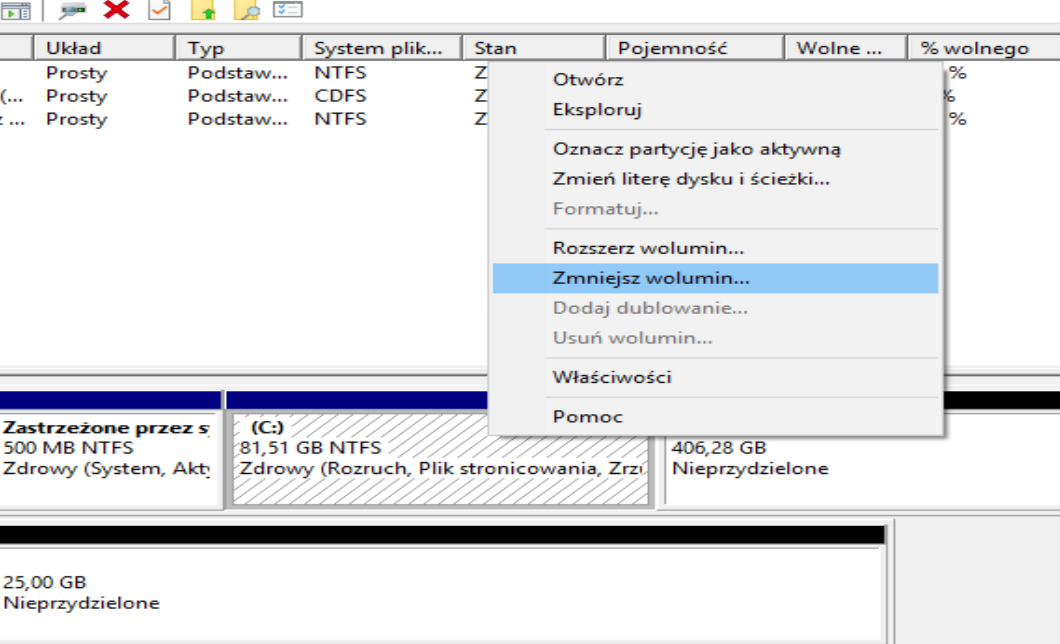 Układ Typ System plik... Stan Pojemność Wolne ... % wolnego
Prosty Podstaw... NTFS Z %
(... Prosty Podstaw... CDFS Z %
... Prosty Podstaw... NTFS Z %
Otwórz
Eksploruj
Oznacz partycję jako aktywną
Zmień literę dysku i ścieżki...
Formatuj...
Rozszerz wolumin...
Zmniejsz wolumin...
Dodaj dublowanie...
Usuń wolumin...
Właściwości
Pomoc
Zastrzeżone przez s
500 MB NTFS
Zdrowy (System, Akt
(C:)
81,51 GB NTFS
Zdrowy (Rozruch, Plik stronicowania, Zrz
406,28 GB
Nieprzydzielone
25,00 GB
Nieprzydzielone